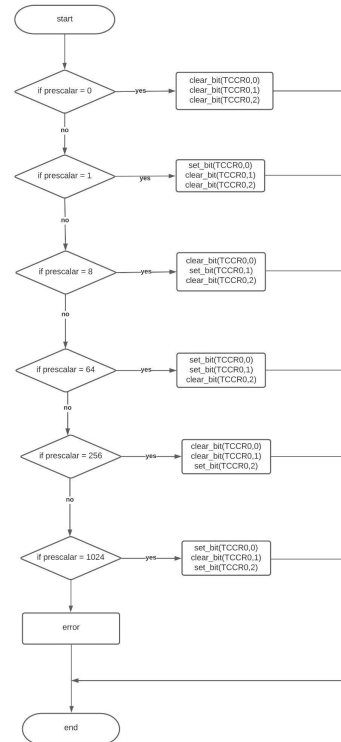 start
if prescalar = 0
yes
clear_bit(TCCR0,0)
clear_bit(TCCR0,1)
clear_bit(TCCR0,2)
no
if prescalar = 1
yes
set_bit(TCCR0,0)
clear_bit(TCCR0,1)
clear_bit(TCCR0,2)
no
if prescalar = 8
yes
clear_bit(TCCR0,0)
set_bit(TCCR0,1)
clear_bit(TCCR0,2)
no
if prescalar = 64
yes
set_bit(TCCR0,0)
set_bit(TCCR0,1)
clear_bit(TCCR0,2)
no
if prescalar = 256
yes
clear_bit(TCCR0,0)
clear_bit(TCCR0,1)
set_bit(TCCR0,2)
no
if prescalar = 1024
yes
set_bit(TCCR0,0)
clear_bit(TCCR0,1)
set_bit(TCCR0,2)
error
end